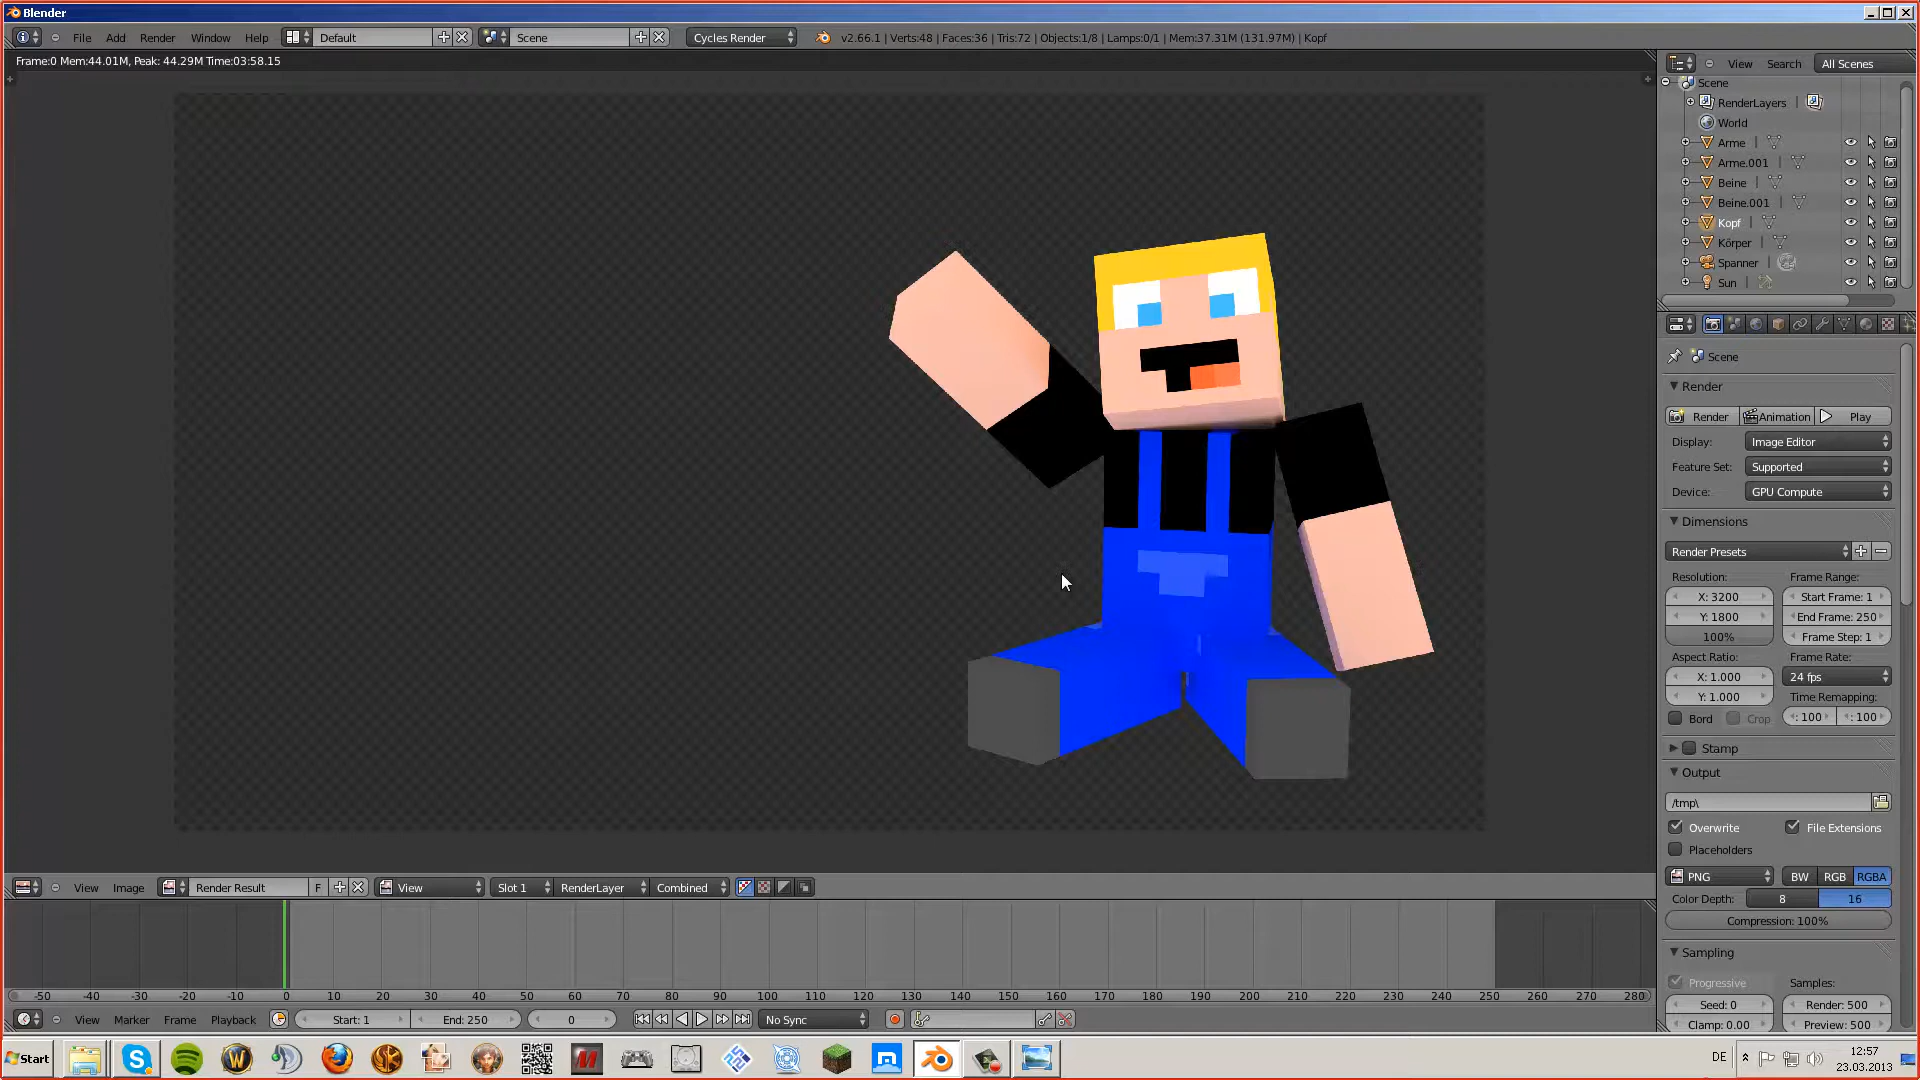 Blender
File Add Render Window Help Default Scene Cycles Render v2.66.1 | Verts:48 | Faces:36 | Tris:72 | Objects:1/8 | Lamps:0/1 | Mem:37.31M (131.97M) | Kopf
Frame:0 Mem:44.01M, Peak: 44.29M Time:03:58.15
View Search All Scenes
Scene
RenderLayers
World
Arme
Arme.001
Beine
Beine.001
Kopf
Körper
Spanner
Sun
Scene
Render
Render Animation Play
Display: Image Editor
Feature Set: Supported
Device: GPU Compute
Dimensions
Render Presets
Resolution: Frame Range:
X: 3200 Start Frame: 1
Y: 1800 End Frame: 250
100% Frame Step: 1
Aspect Ratio: Frame Rate:
X: 1.000 24 fps
Y: 1.000 Time Remapping:
Bord Crop : 100 : 100
Stamp
Output
/tmp\
Overwrite File Extensions
Placeholders
PNG BW RGB RGBA
Color Depth: 8 16
Compression: 100%
Sampling
Progressive Samples:
Seed: 0 Render: 500
Clamp: 0.00 Preview: 500
View Image Render Result F View Slot 1 RenderLayer Combined
-50 -40 -30 -20 -10 0 10 20 30 40 50 60 70 80 90 100 110 120 130 140 150 160 170 180 190 200 210 220 230 240 250 260 270 280
View Marker Frame Playback Start: 1 End: 250 0 No Sync
Start DE 12:57
23.03.2013